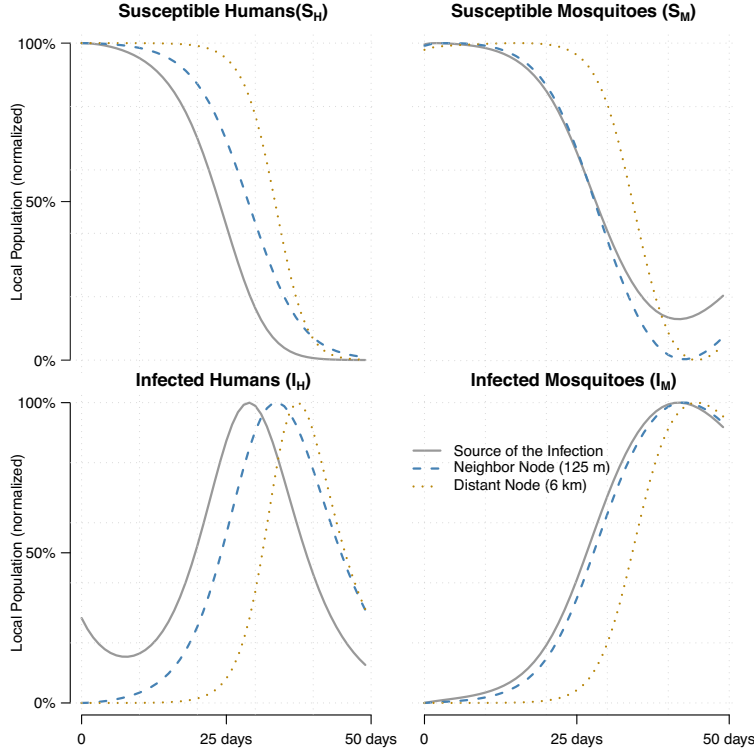 Susceptible Humans(SH)
Susceptible Mosquitoes (SM)
Local Population (normalized)
100%
50%
0%
Infected Humans (IH)
Infected Mosquitoes (IM)
Local Population (normalized)
100%
50%
0%
Source of the Infection
Neighbor Node (125 m)
Distant Node (6 km)
0
25 days
50 days
0
25 days
50 days